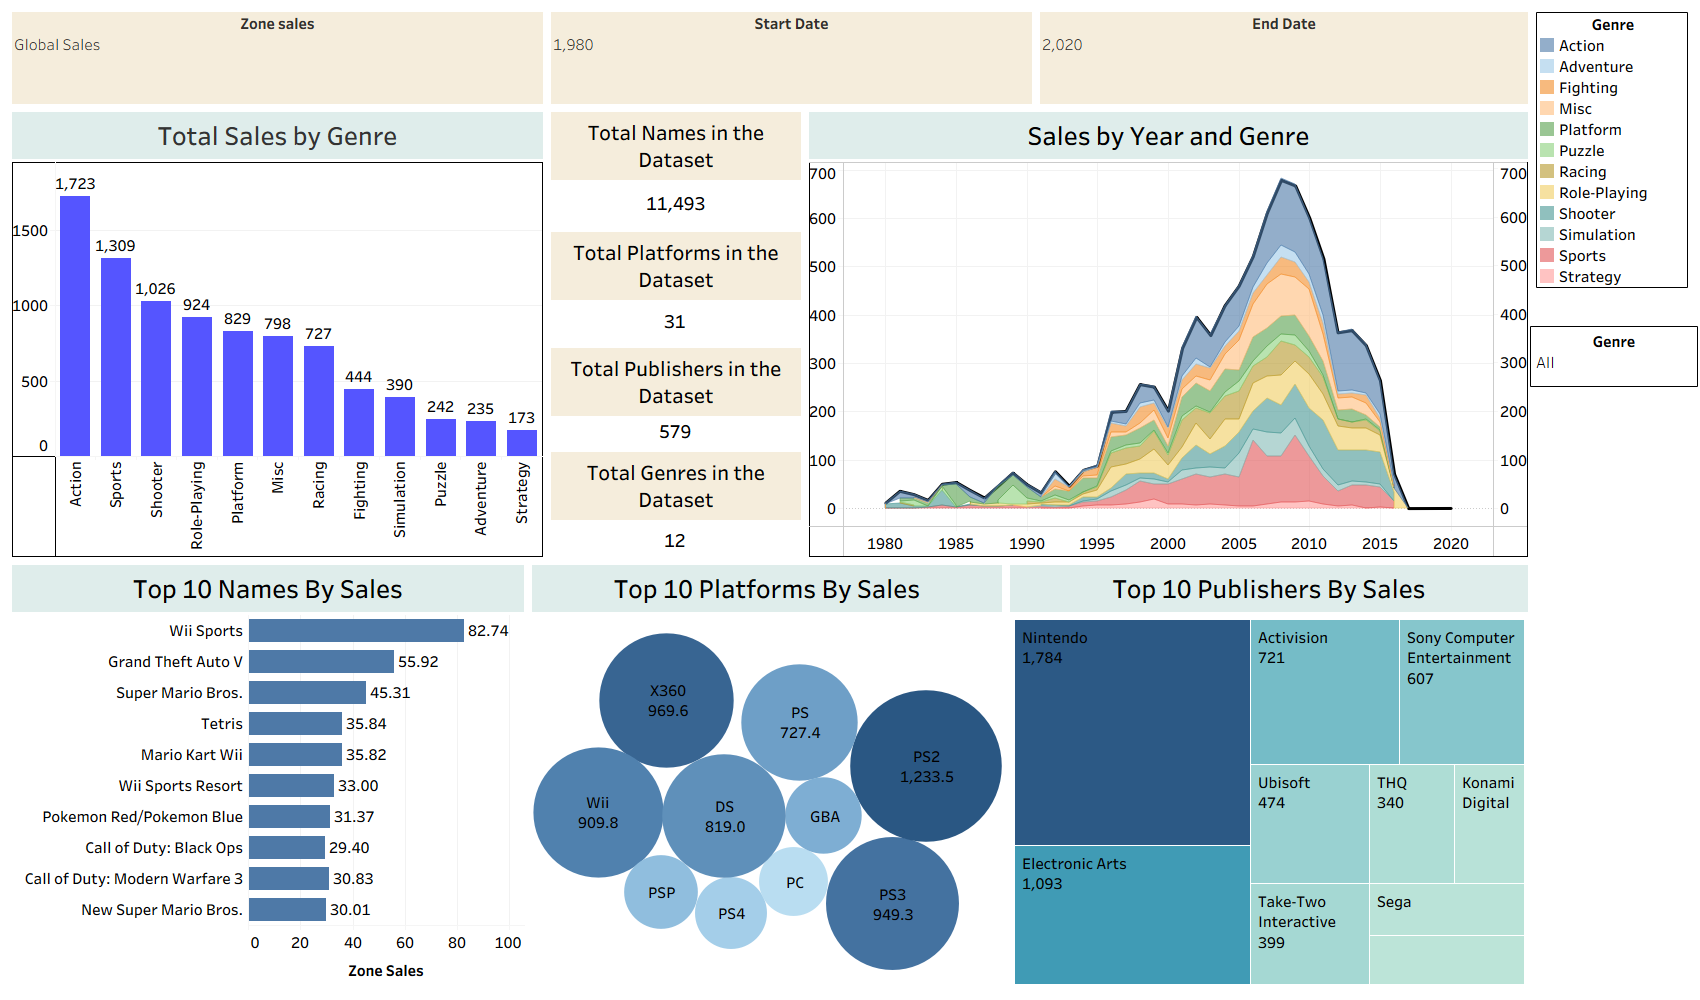 Zone sales
Global Sales
Start Date
1,980
End Date
2,020
Genre
Action
Adventure
Fighting
Misc
Platform
Puzzle
Racing
Role-Playing
Shooter
Simulation
Sports
Strategy
Genre
All
Total Sales by Genre
1,723
1,309
1,026
924
829
798
727
444
390
242
235
173
1500
1000
500
0
Action
Sports
Shooter
Role-Playing
Platform
Misc
Racing
Fighting
Simulation
Puzzle
Adventure
Strategy
Total Names in the
Dataset
11,493
Total Platforms in the
Dataset
31
Total Publishers in the
Dataset
579
Total Genres in the
Dataset
12
Sales by Year and Genre
700
600
500
400
300
200
100
0
700
600
500
400
300
200
100
0
1980
1985
1990
1995
2000
2005
2010
2015
2020
Top 10 Names By Sales
Wii Sports
82.74
Grand Theft Auto V
55.92
Super Mario Bros.
45.31
Tetris
35.84
Mario Kart Wii
35.82
Wii Sports Resort
33.00
Pokemon Red/Pokemon Blue
31.37
Call of Duty: Black Ops
29.40
Call of Duty: Modern Warfare 3
30.83
New Super Mario Bros.
30.01
0
20
40
60
80
100
Zone Sales
Top 10 Platforms By Sales
X360
969.6
PS
727.4
PS2
1,233.5
Wii
909.8
DS
819.0
GBA
PSP
PS4
PC
PS3
949.3
Top 10 Publishers By Sales
Nintendo
1,784
Electronic Arts
1,093
Activision
721
Sony Computer
Entertainment
607
Ubisoft
474
THQ
340
Konami
Digital
Take-Two
Interactive
399
Sega